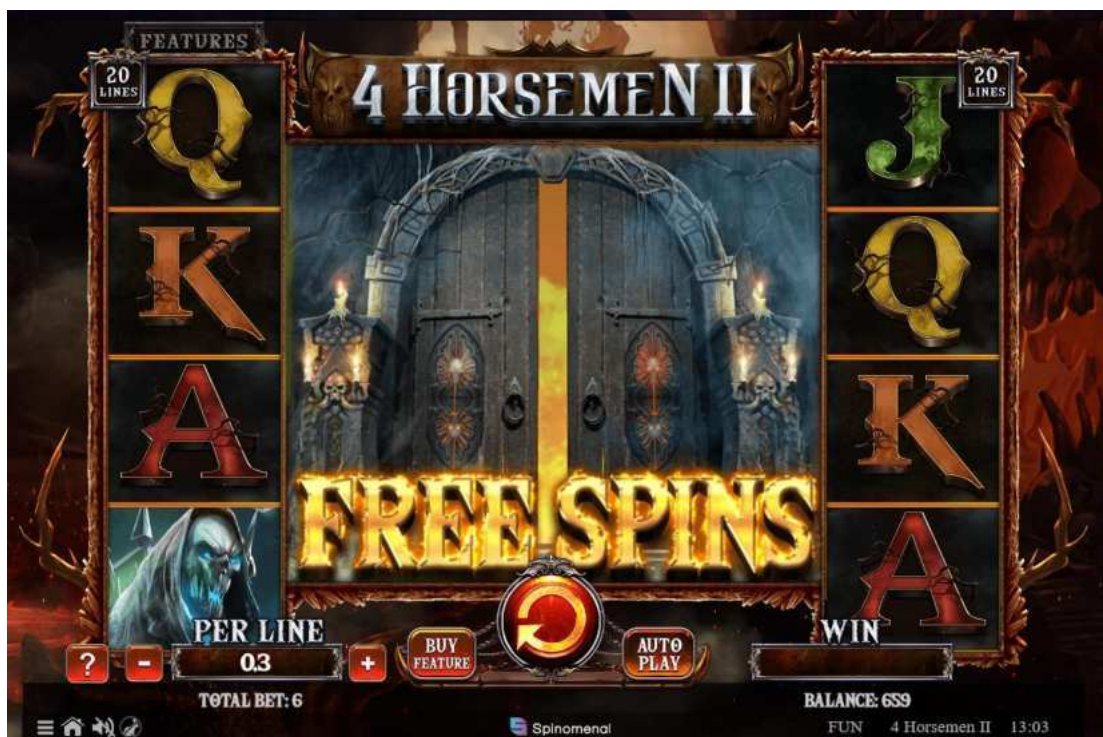 FEATURES
4 HORSEMEN II
20
LINES
20
LINES
Q
J
K
Q
A
K
FREE SPINS
A
PER LINE
WIN
?
-
0.3
+
BUY
FEATURE
AUTO
PLAY
TOTAL BET: 6
BALANCE: 659
Spinomenal
FUN 4 Horsemen II 13:03